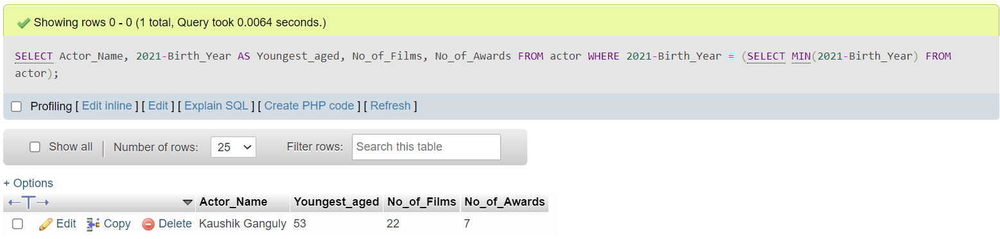 Showing rows 0 - 0 (1 total, Query took 0.0064 seconds.)
SELECT Actor_Name, 2021-Birth_Year AS Youngest_aged, No_of_Films, No_of_Awards FROM actor WHERE 2021-Birth_Year = (SELECT MIN(2021-Birth_Year) FROM
actor);
Profiling [ Edit inline ] [ Edit ] [ Explain SQL ] [ Create PHP code ] [ Refresh ]
Show all | Number of rows: 25 Filter rows: Search this table
+ Options
←T→ Actor_Name Youngest_aged No_of_Films No_of_Awards
Edit Copy Delete Kaushik Ganguly 53 22 7